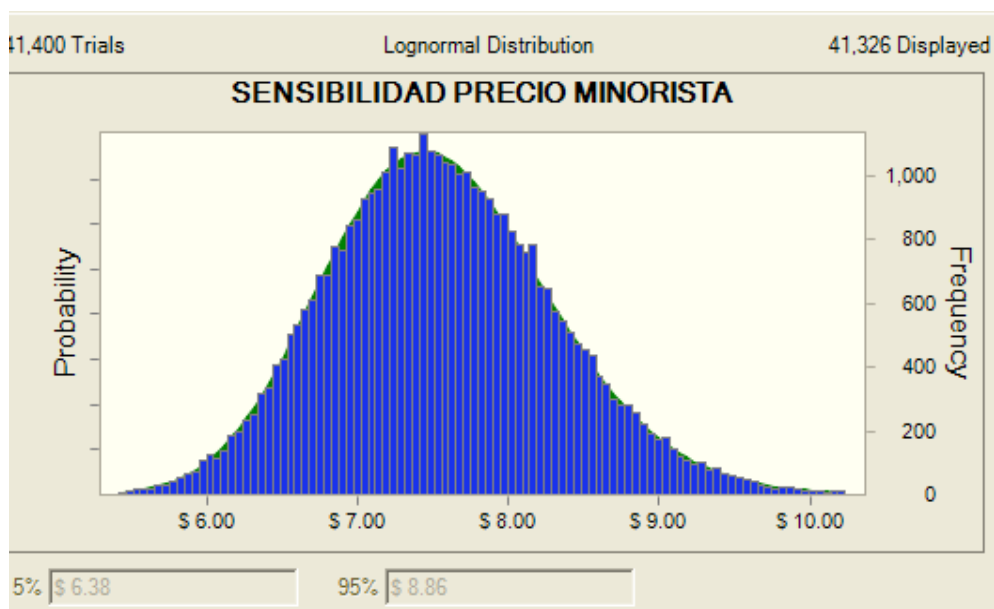 41,400 Trials Lognormal Distribution 41,326 Displayed
SENSIBILIDAD PRECIO MINORISTA
Probability
1,000
800
600
400
200
0
Frequency
$ 6.00 $ 7.00 $ 8.00 $ 9.00 $ 10.00
5% $ 6.38 95% $ 8.86